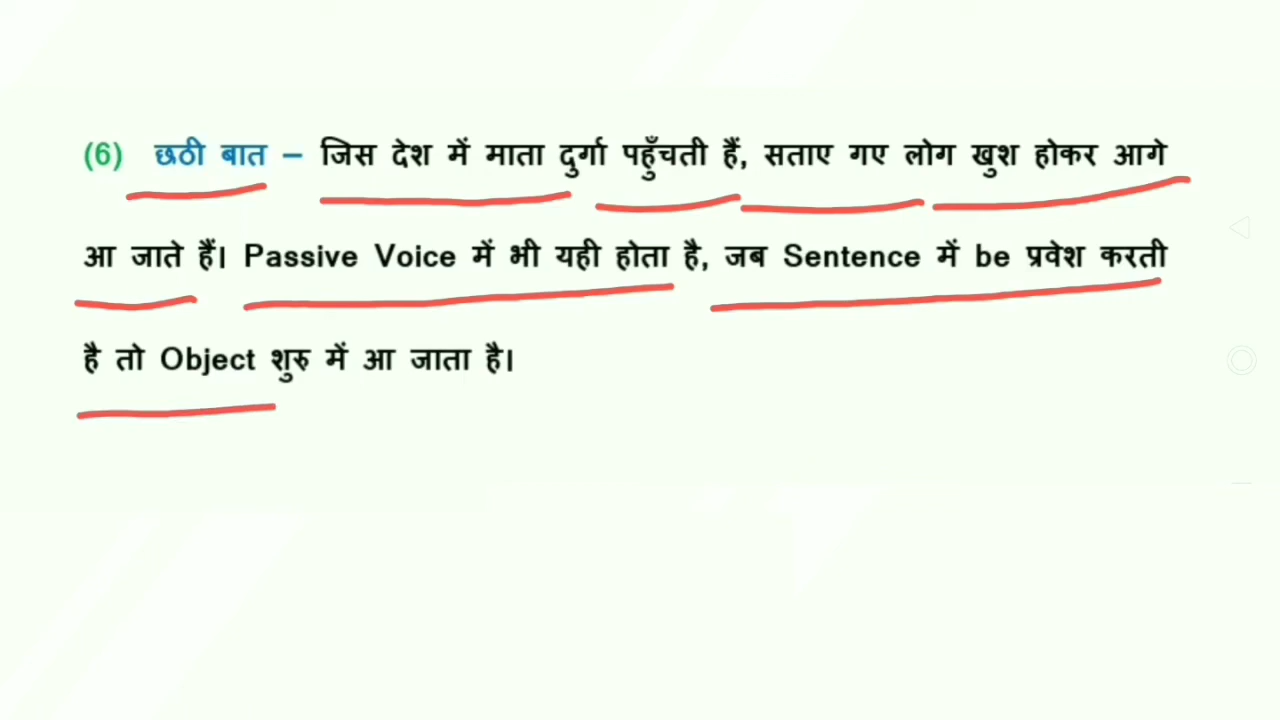 (6) छठी बात – जिस देश में माता दुर्गा पहुँचती हैं, सताए गए लोग खुश होकर आगे
आ जाते हैं। Passive Voice में भी यही होता है, जब Sentence में be प्रवेश करती
है तो Object शुरु में आ जाता है।